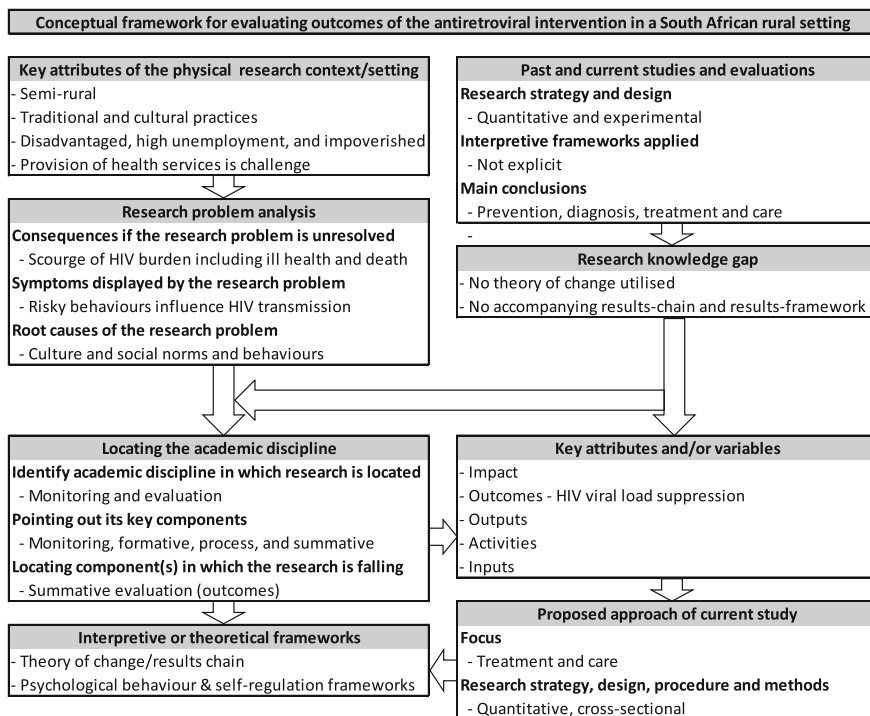 Conceptual framework for evaluating outcomes of the antiretroviral intervention in a South African rural setting
Key attributes of the physical research context/setting
- Semi-rural
- Traditional and cultural practices
- Disadvantaged, high unemployment, and impoverished
- Provision of health services is challenge
Research problem analysis
Consequences if the research problem is unresolved
- Scourge of HIV burden including ill health and death
Symptoms displayed by the research problem
- Risky behaviours influence HIV transmission
Root causes of the research problem
- Culture and social norms and behaviours
Past and current studies and evaluations
Research strategy and design
- Quantitative and experimental
Interpretive frameworks applied
- Not explicit
Main conclusions
- Prevention, diagnosis, treatment and care
-
Research knowledge gap
- No theory of change utilised
- No accompanying results-chain and results-framework
Locating the academic discipline
Identify academic discipline in which research is located
- Monitoring and evaluation
Pointing out its key components
- Monitoring, formative, process, and summative
Locating component(s) in which the research is falling
- Summative evaluation (outcomes)
Key attributes and/or variables
- Impact
- Outcomes - HIV viral load suppression
- Outputs
- Activities
- Inputs
Proposed approach of current study
Focus
- Treatment and care
Research strategy, design, procedure and methods
- Quantitative, cross-sectional
Interpretive or theoretical frameworks
- Theory of change/results chain
- Psychological behaviour & self-regulation frameworks